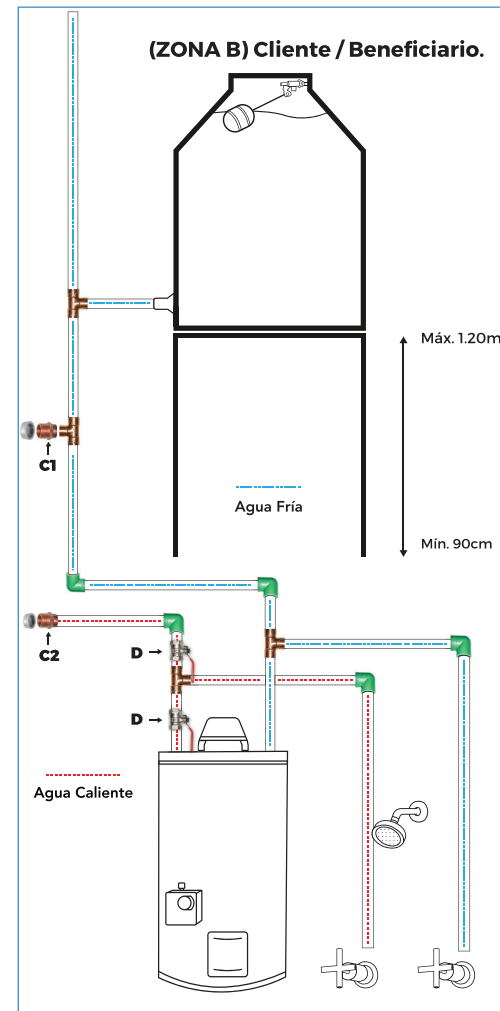 (ZONA B) Cliente / Beneficiario.
Máx. 1.20m
C1
Agua Fría
Mín. 90cm
C2
D
D
Agua Caliente